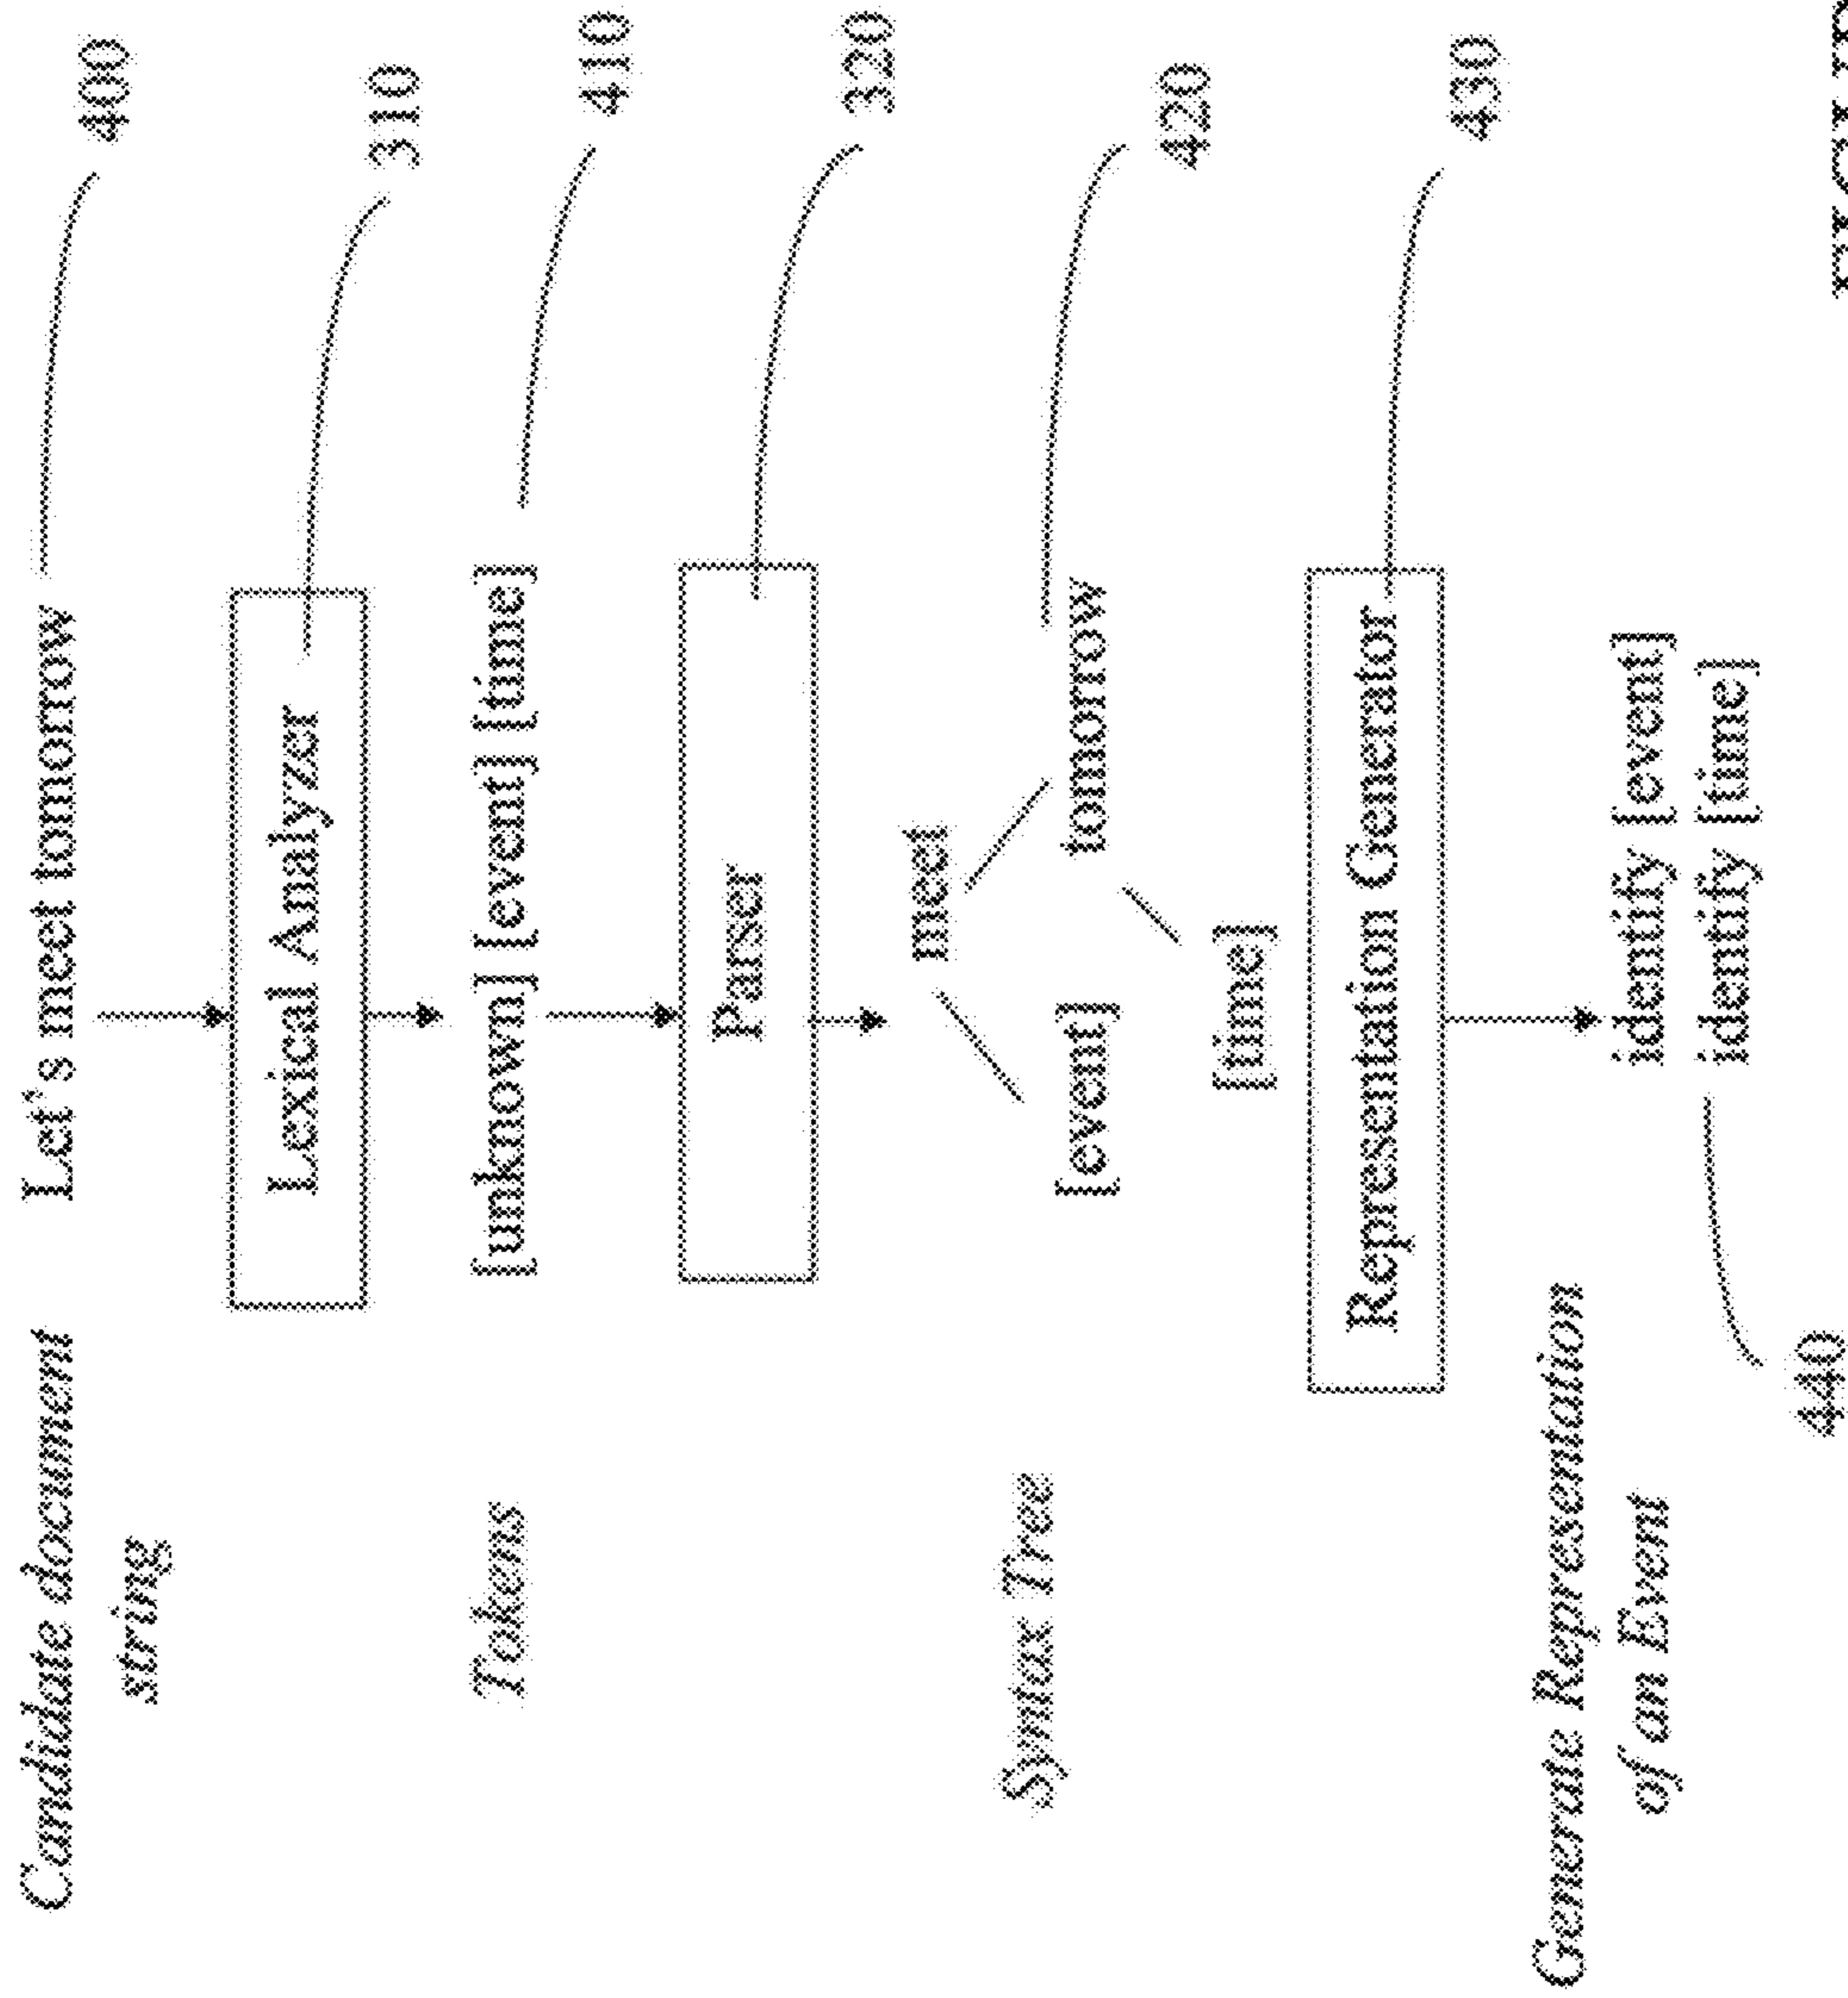 Candidate document
string
Let's meet tomorrow
400
Lexical Analyzer
310
Tokens
[unknown] [event] [time]
410
Parser
320
Syntax Tree
meet
[event]
tomorrow
[time]
420
Representation Generator
430
Generate Representation
of an Event
identify [event]
identify [time]
440